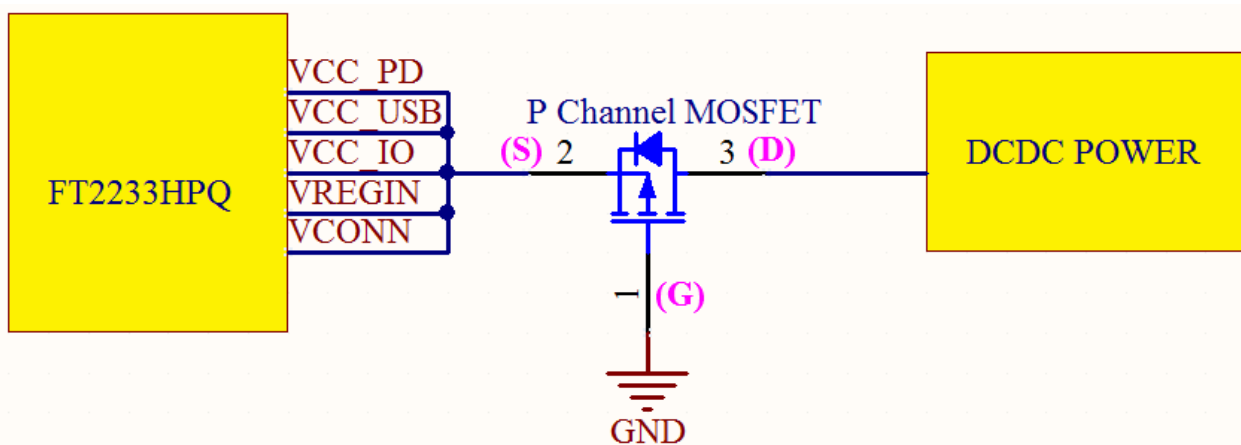 VCC_PD
VCC_USB
VCC_IO
VREGIN
VCONN
FT2233HPQ
P Channel MOSFET
(S) 2
3 (D)
1 (G)
GND
DCDC POWER